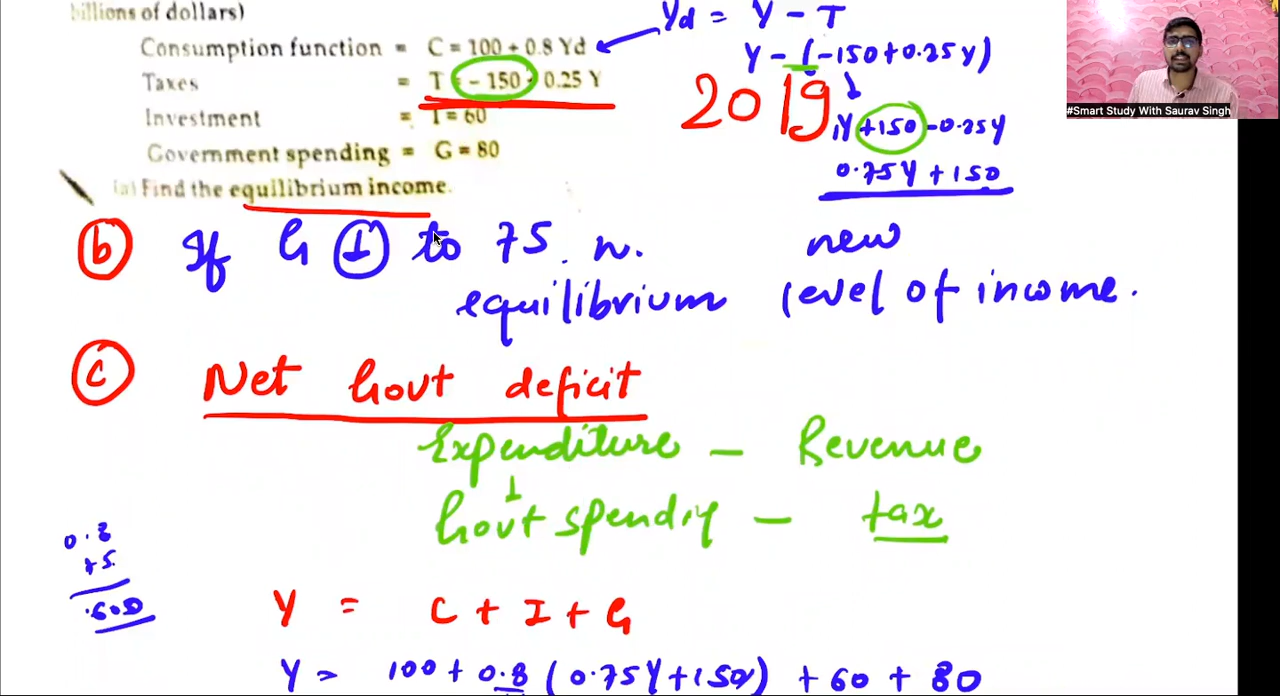 billions of dollars)
Consumption function = C = 100 + 0.8 Yd
Taxes = T = - 150 + 0.25 Y
Investment = I = 60
Government spending = G = 80
(a) Find the equilibrium income.
Yd = Y - T
Y - (-150 + 0.25Y)
2019
Y + 150 - 0.25Y
0.75Y + 150
#Smart Study With Saurav Singh
b If G ↓ to 75. n. new
equilibrium level of income.
c Net Govt deficit
Expenditure - Revenue
↓
Govt spending - tax
0.8
75
.600
Y = C + I + G
Y = 100 + 0.8 (0.75Y + 150) + 60 + 80